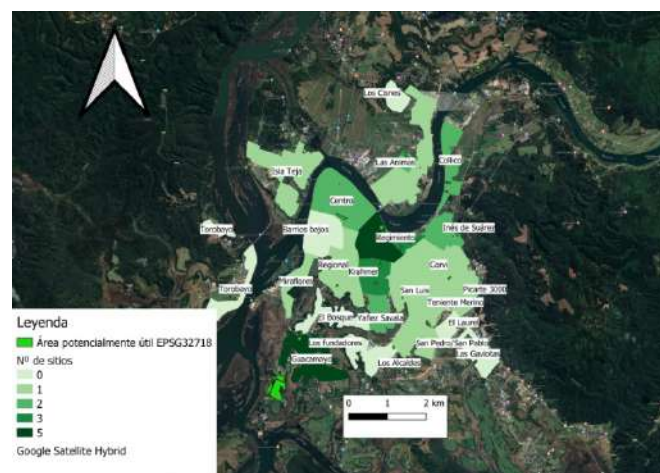 Los Cisnes
Las Animas
Collico
Isla Teja
Centro
Torobayo
Barrios bajos
Regimiento
Inés de Suárez
Torobayo
Miraflores
Regional
Krahmer
Corvi
San Luis
Picarte 3000
Teniente Merino
El Bosque
Yañez Savala
El Laurel
Los fundadores
San Pedro/San Pablo
Guacamayo
Los Alcaldes
Las Gaviotas
Leyenda
Área potencialmente útil EPSG32718
Nº de sitios
0
1
2
3
5
Google Satellite Hybrid
0 1 2 km